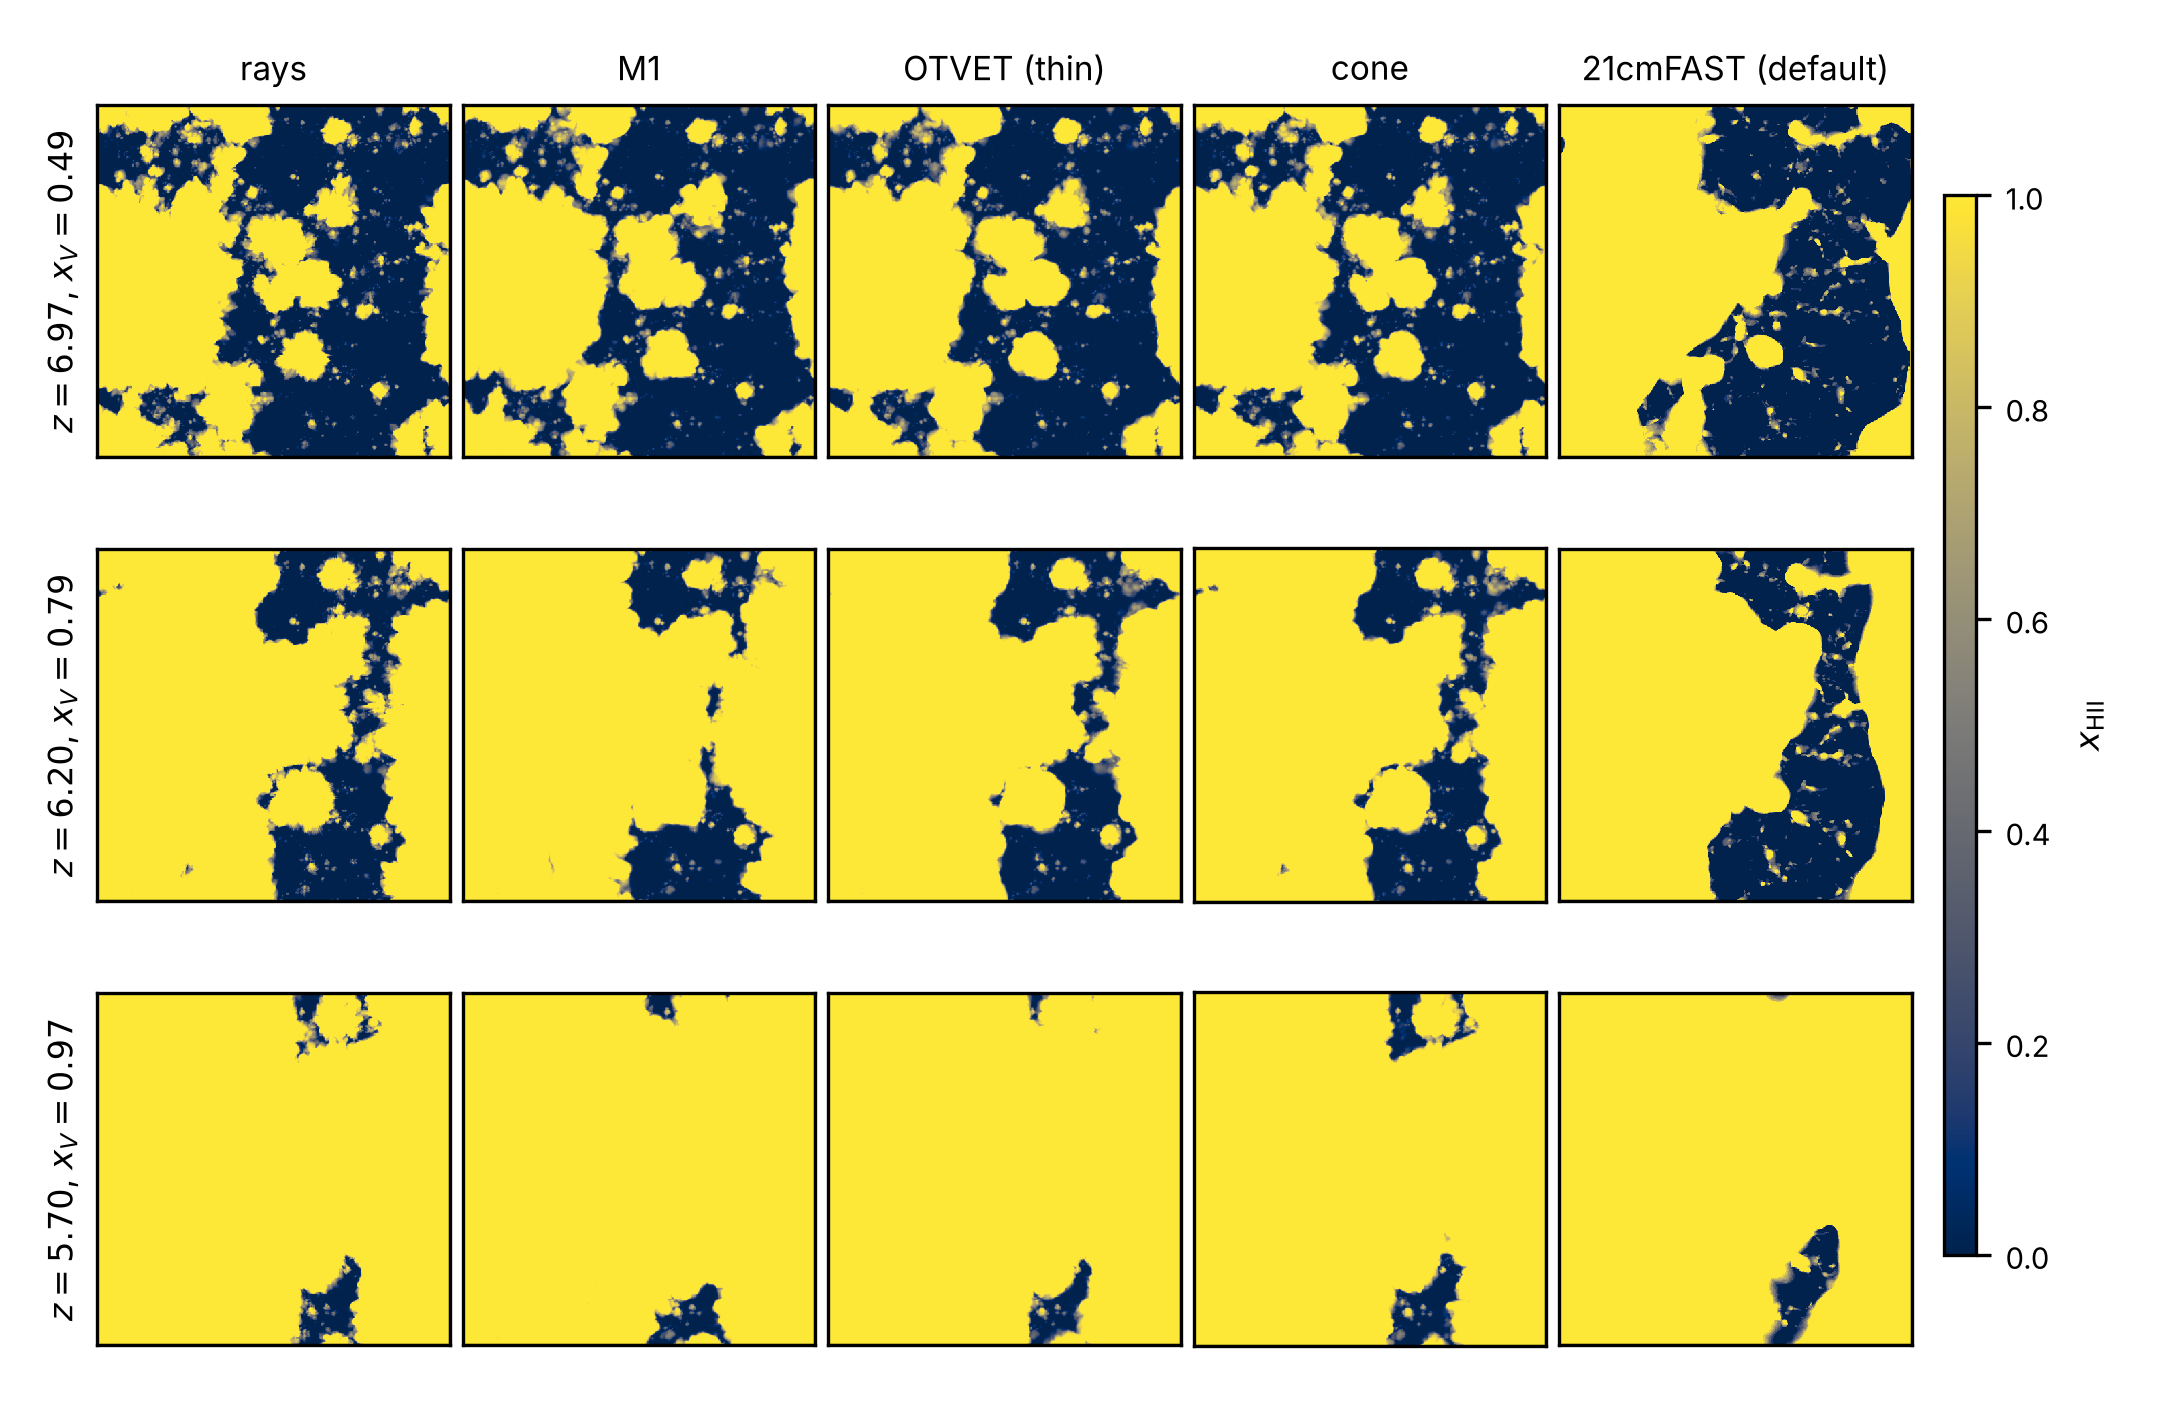 rays M1 OTVET (thin) cone 21cmFAST (default)
z = 6.97, x_V = 0.49
z = 6.20, x_V = 0.79
z = 5.70, x_V = 0.97
1.0
0.8
0.6
0.4
0.2
0.0
x_HII